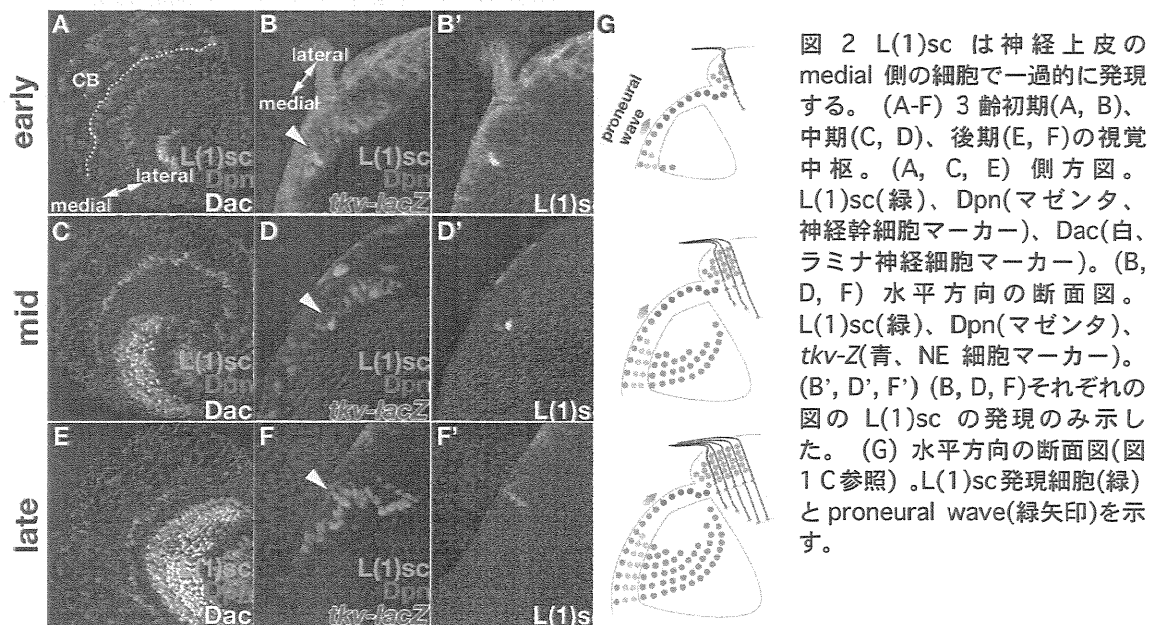 A
B
B'
G
early
CB
lateral
medial
lateral
medial
L(1)sc
Dpn
Dac
L(1)sc
Dpn
tkv-lacZ
L(1)s
proneural
wave
C
D
D'
mid
L(1)sc
Dpn
Dac
L(1)sc
Dpn
tkv-lacZ
L(1)s
E
F
F'
late
(1)sc
Dpn
Dac
L(1)sc
Dpn
tkv-lacZ
L(1)s
図 2 L(1)sc は神経上皮の
medial 側の細胞で一過的に発現
する。 (A-F) 3 齢初期(A, B)、
中期(C, D)、後期(E, F)の視覚
中枢。(A, C, E) 側方図。
L(1)sc(緑)、Dpn(マゼンタ、
神経幹細胞マーカー)、Dac(白、
ラミナ神経細胞マーカー)。(B,
D, F) 水平方向の断面図。
L(1)sc(緑)、Dpn(マゼンタ)、
tkv-Z(青、NE 細胞マーカー)。
(B', D', F') (B, D, F)それぞれの
図の L(1)sc の発現のみ示し
た。 (G) 水平方向の断面図(図
1 C参照) 。L(1)sc発現細胞(緑)
と proneural wave(緑矢印)を示
す。